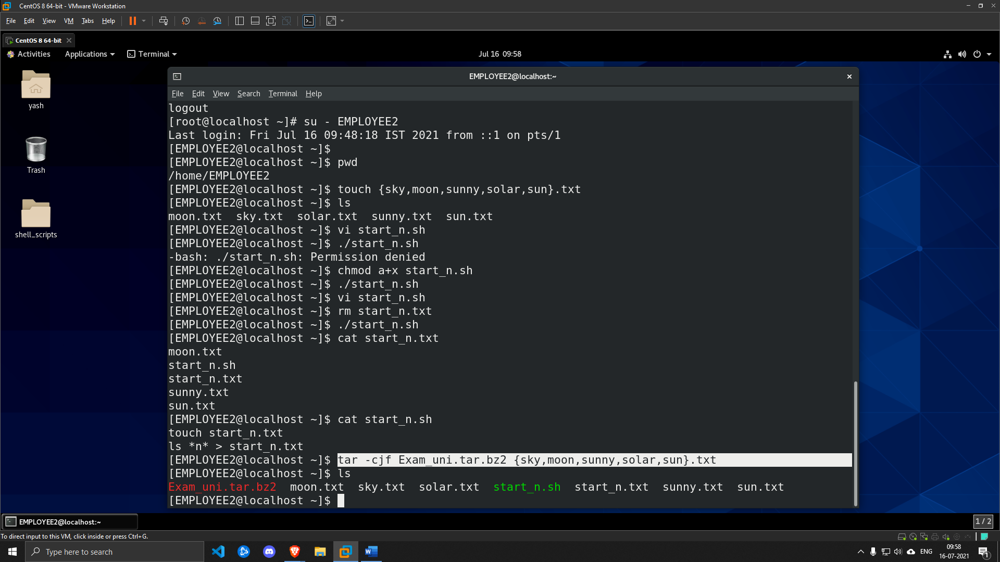 CentOS 8 64-bit - VMware Workstation
File Edit View VM Tabs Help
CentOS 8 64-bit
Activities Applications Terminal Jul 16 09:58
yash
Trash
shell_scripts
EMPLOYEE2@localhost:~
File Edit View Search Terminal Help
logout
[root@localhost ~]# su - EMPLOYEE2
Last login: Fri Jul 16 09:48:18 IST 2021 from ::1 on pts/1
[EMPLOYEE2@localhost ~]$
[EMPLOYEE2@localhost ~]$ pwd
/home/EMPLOYEE2
[EMPLOYEE2@localhost ~]$ touch {sky,moon,sunny,solar,sun}.txt
[EMPLOYEE2@localhost ~]$ ls
moon.txt  sky.txt  solar.txt  sunny.txt  sun.txt
[EMPLOYEE2@localhost ~]$ vi start_n.sh
[EMPLOYEE2@localhost ~]$ ./start_n.sh
-bash: ./start_n.sh: Permission denied
[EMPLOYEE2@localhost ~]$ chmod a+x start_n.sh
[EMPLOYEE2@localhost ~]$ ./start_n.sh
[EMPLOYEE2@localhost ~]$ vi start_n.sh
[EMPLOYEE2@localhost ~]$ rm start_n.txt
[EMPLOYEE2@localhost ~]$ ./start_n.sh
[EMPLOYEE2@localhost ~]$ cat start_n.txt
moon.txt
start_n.sh
start_n.txt
sunny.txt
sun.txt
[EMPLOYEE2@localhost ~]$ cat start_n.sh
touch start_n.txt
ls *n* > start_n.txt
[EMPLOYEE2@localhost ~]$ tar -cjf Exam_uni.tar.bz2 {sky,moon,sunny,solar,sun}.txt
[EMPLOYEE2@localhost ~]$ ls
Exam_uni.tar.bz2  moon.txt  sky.txt  solar.txt  start_n.sh  start_n.txt  sunny.txt  sun.txt
[EMPLOYEE2@localhost ~]$
EMPLOYEE2@localhost:~ 1 / 2
To direct input to this VM, click inside or press Ctrl+G.
Type here to search
ENG 09:58
16-07-2021
1